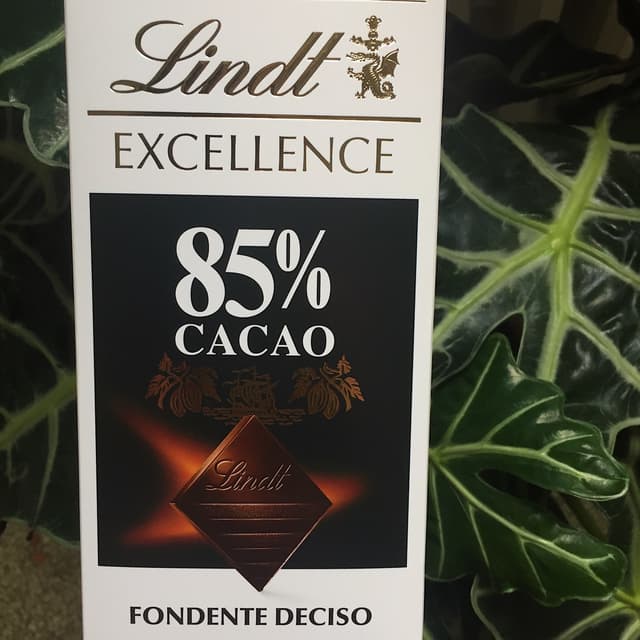 Lindt
EXCELLENCE
85%
CACAO
Lindt
FONDENTE DECISO